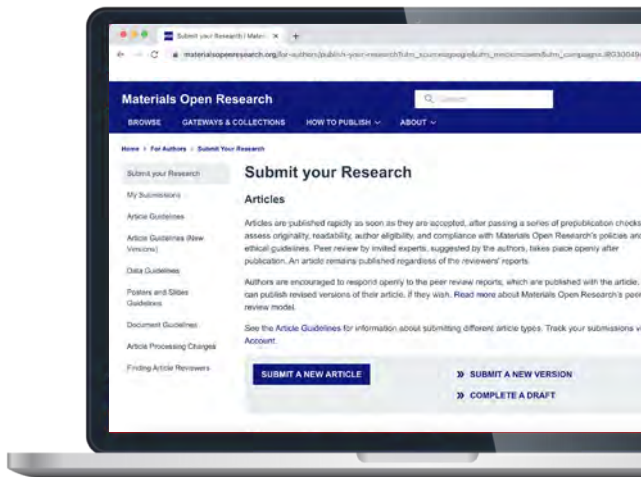 Submit your Research | Materi
materialsopenresearch.org/for-authors/publish-your-research?utm_source=google&utm_medium=cpc&utm_campaign=JRG30049
Materials Open Research
Search
BROWSE GATEWAYS & COLLECTIONS HOW TO PUBLISH ABOUT
Home For Authors Submit Your Research
Submit your Research
My Submissions
Article Guidelines
Article Guidelines (New
Versions)
Data Guidelines
Posters and Slides
Guidelines
Document Guidelines
Article Processing Charges
Finding Article Reviewers
Submit your Research
Articles
Articles are published rapidly as soon as they are accepted, after passing a series of prepublication checks
assess originality, readability, author eligibility, and compliance with Materials Open Research's policies and
ethical guidelines. Peer review by invited experts, suggested by the authors, takes place openly after
publication. An article remains published regardless of the reviewers' reports.
Authors are encouraged to respond openly to the peer review reports, which are published with the article,
can publish revised versions of their article, if they wish. Read more about Materials Open Research's peer
review model.
See the Article Guidelines for information about submitting different article types. Track your submissions vi
Account.
SUBMIT A NEW ARTICLE
» SUBMIT A NEW VERSION
» COMPLETE A DRAFT